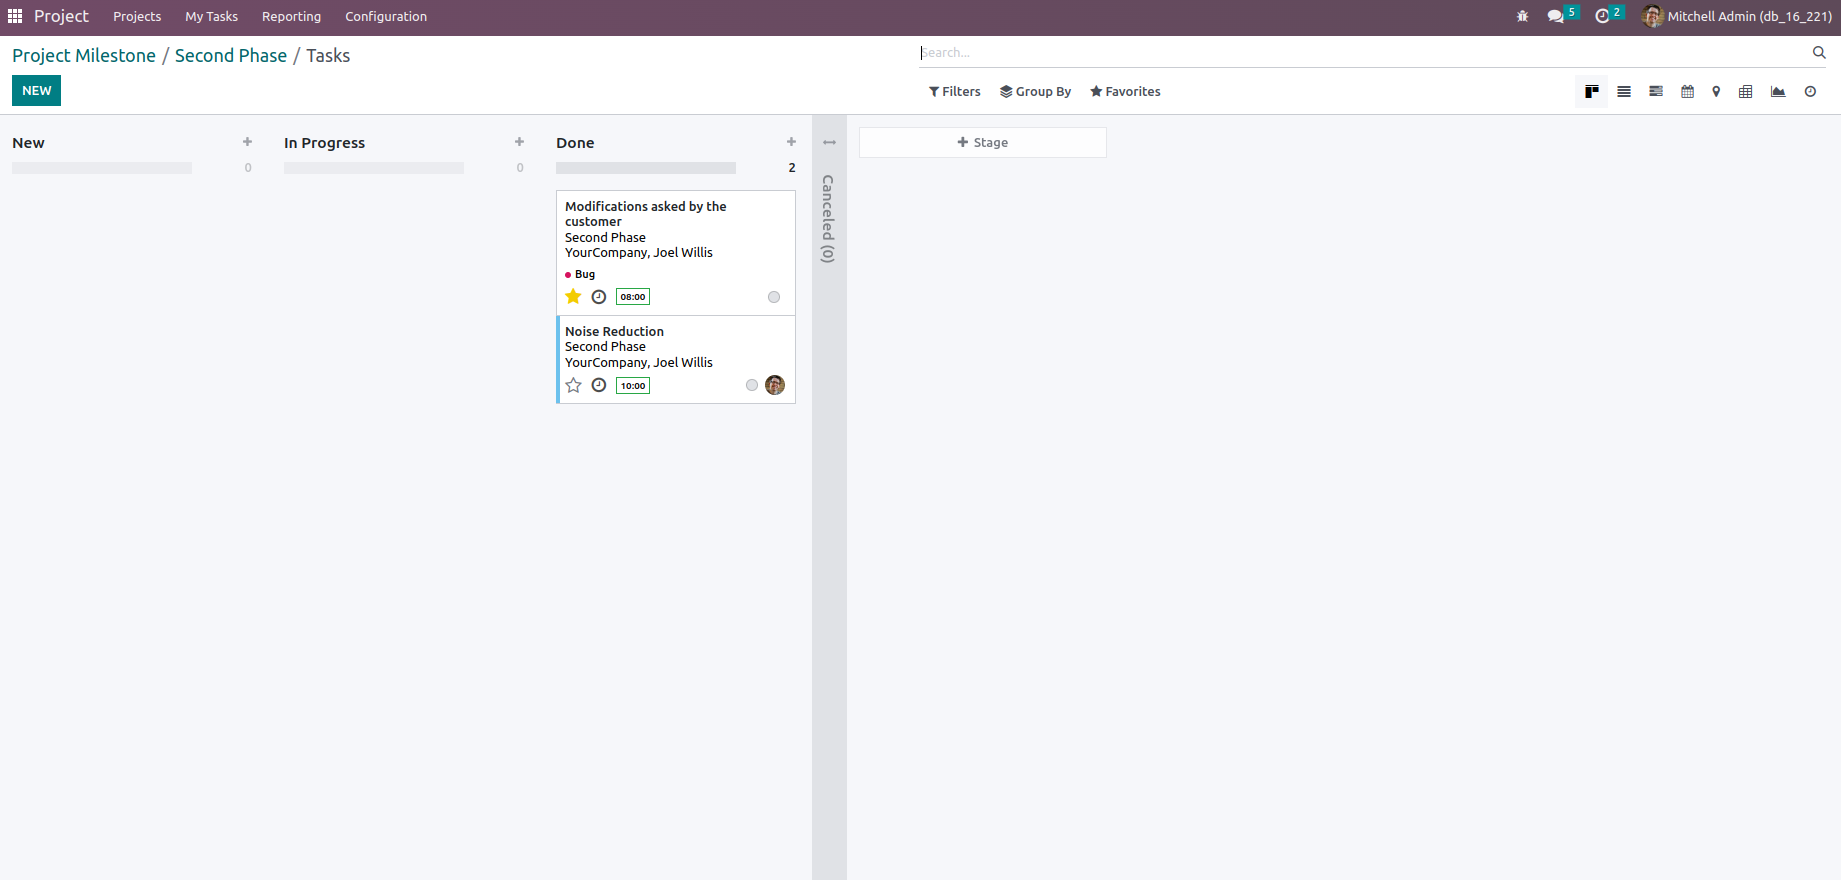 Project Projects My Tasks Reporting Configuration 5 2 Mitchell Admin (db_16_221)
Project Milestone / Second Phase / Tasks
Search...
NEW
Filters Group By Favorites
New
0
In Progress
0
Done
2
Modifications asked by the
customer
Second Phase
YourCompany, Joel Willis
Bug
08:00
Noise Reduction
Second Phase
YourCompany, Joel Willis
10:00
Canceled (0)
Stage